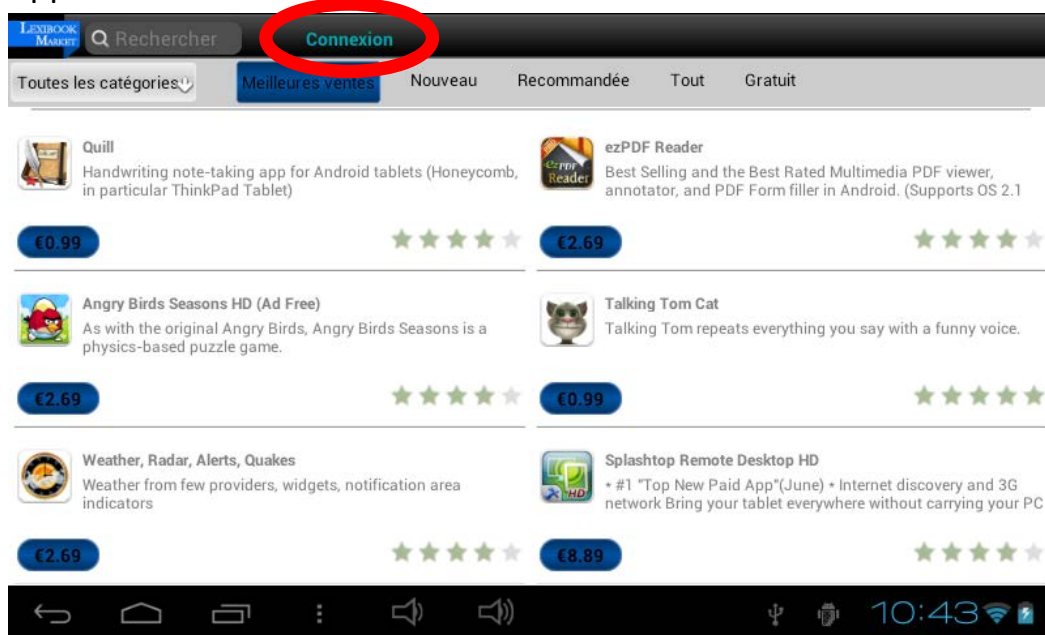 LEXIBOOK
MARKET
Rechercher
Connexion
Toutes les catégories
Meilleures ventes
Nouveau
Recommandée
Tout
Gratuit
Quill
Handwriting note-taking app for Android tablets (Honeycomb,
in particular ThinkPad Tablet)
€0.99
ezPDF Reader
Best Selling and the Best Rated Multimedia PDF viewer,
annotator, and PDF Form filler in Android. (Supports OS 2.1
ezPDF
Reader
€2.69
Angry Birds Seasons HD (Ad Free)
As with the original Angry Birds, Angry Birds Seasons is a
physics-based puzzle game.
€2.69
Talking Tom Cat
Talking Tom repeats everything you say with a funny voice.
€0.99
Weather, Radar, Alerts, Quakes
Weather from few providers, widgets, notification area
indicators
€2.69
Splashtop Remote Desktop HD
* #1 "Top New Paid App"(June) * Internet discovery and 3G
network Bring your tablet everywhere without carrying your PC
HD
€8.89
10:43